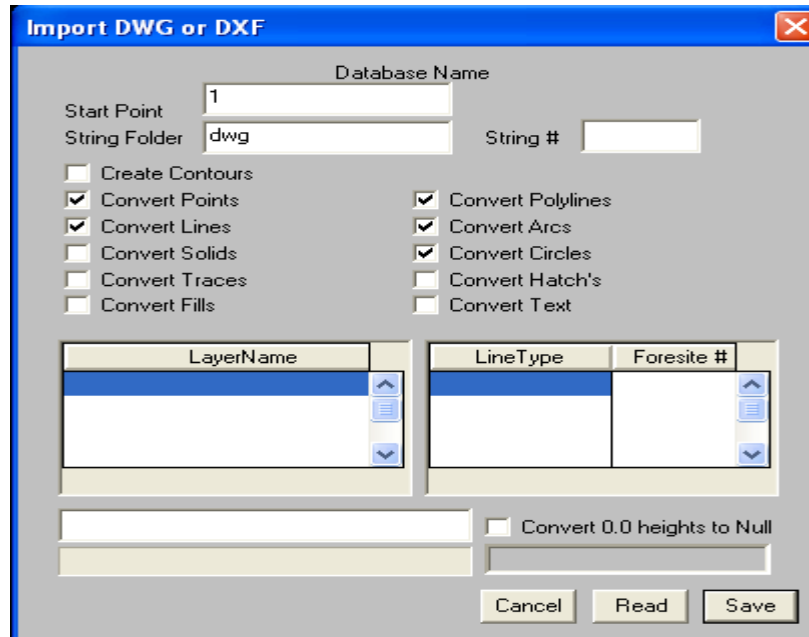 Import DWG or DXF
Database Name
Start Point 1
String Folder dwg String #
Create Contours
Convert Points Convert Polylines
Convert Lines Convert Arcs
Convert Solids Convert Circles
Convert Traces Convert Hatch's
Convert Fills Convert Text
LayerName LineType Foresite #
Convert 0.0 heights to Null
Cancel Read Save